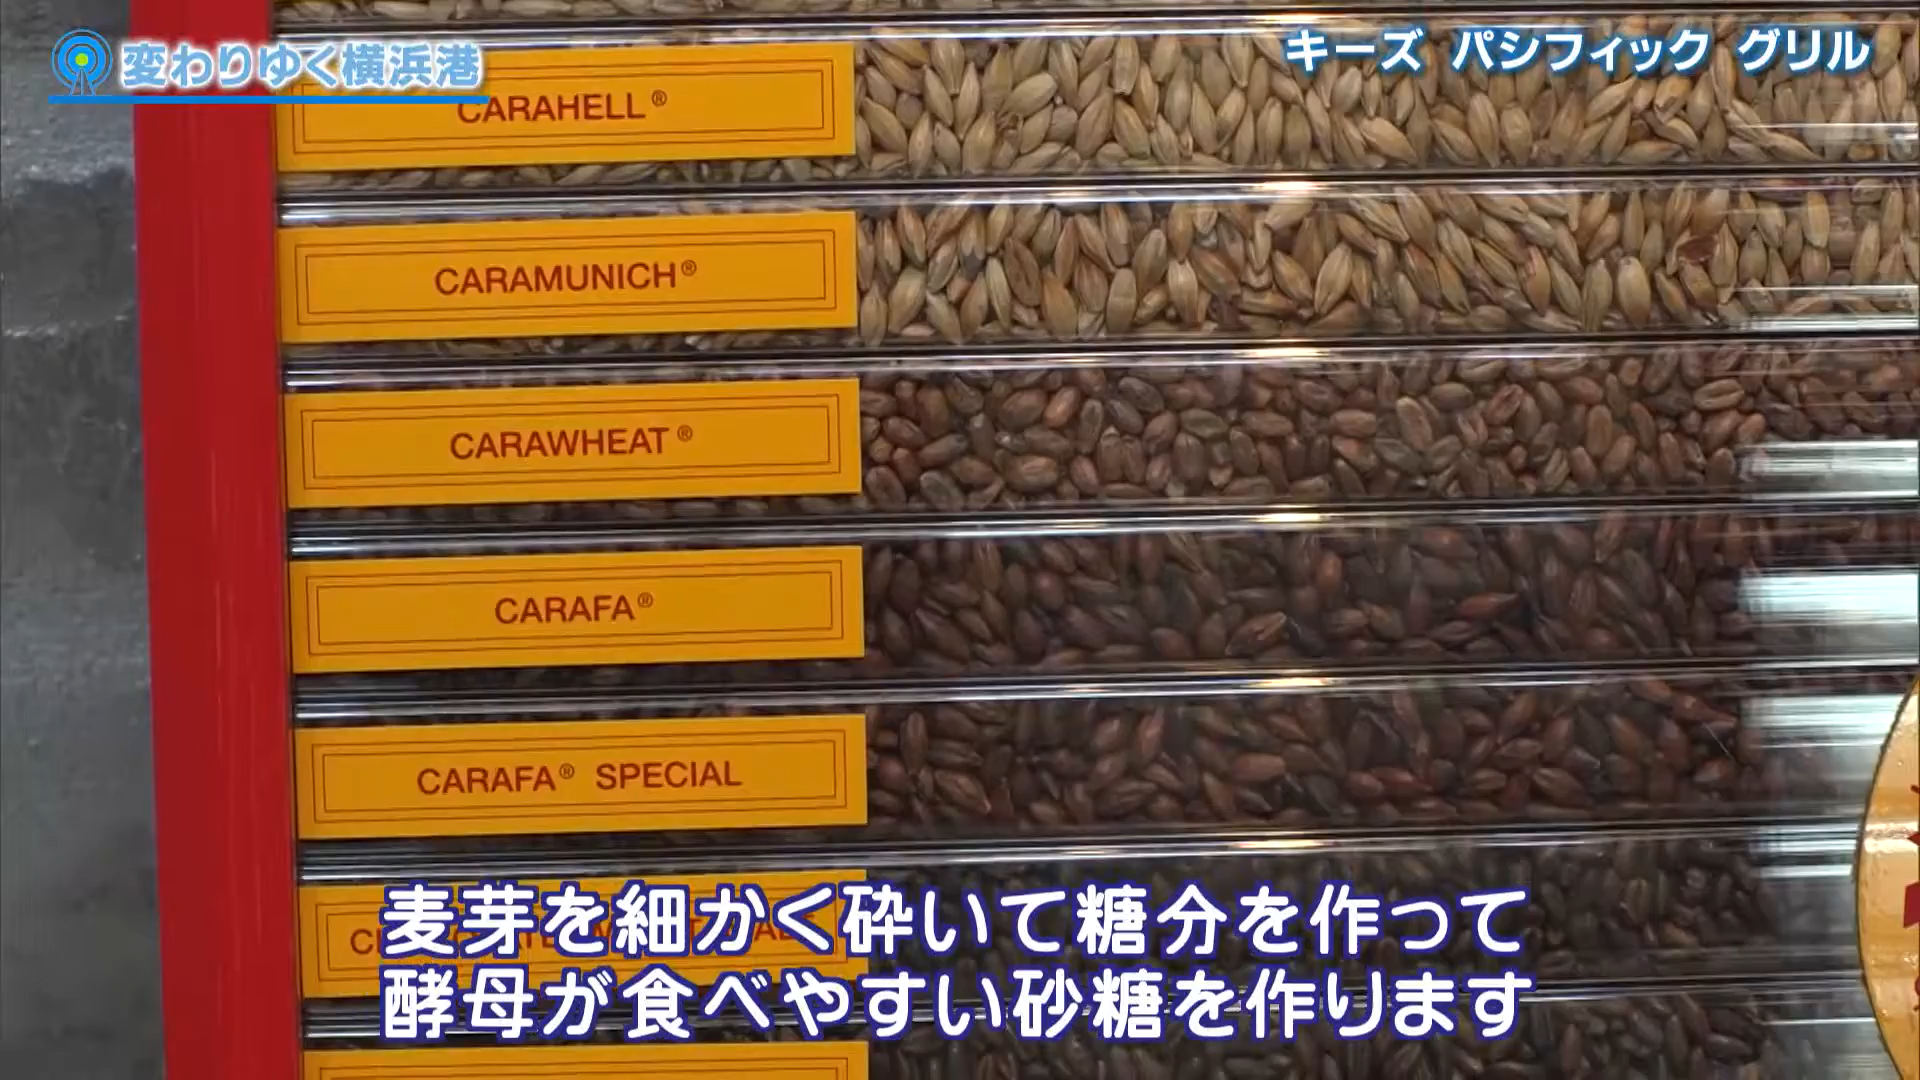 変わりゆく横浜港
キーズ パシフィック グリル
CARAHELL®
CARAMUNICH®
CARAWHEAT®
CARAFA®
CARAFA® SPECIAL
麦芽を細かく砕いて糖分を作って
酵母が食べやすい砂糖を作ります